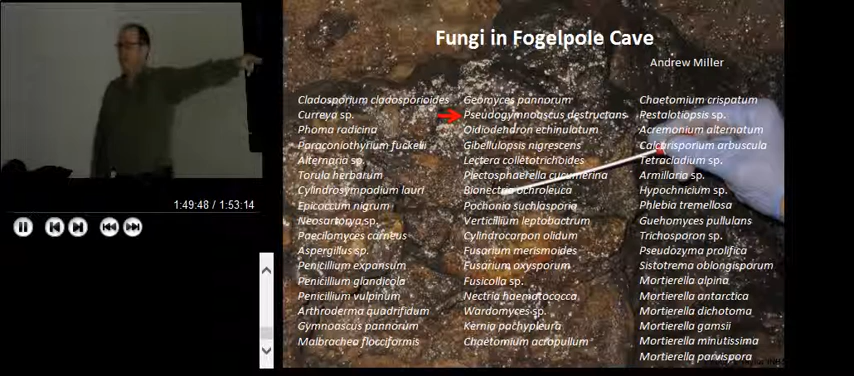 Fungi in Fogelpole Cave
Andrew Miller
1:49:48 / 1:53:14
Cladosporium cladosporioides
Curreya sp.
Phoma radicina
Paraconiothyrium fuckelii
Alternaria sp.
Torula herbarum
Cylindrosympodium lauri
Epicoccum nigrum
Neosartorya sp.
Paecilomyces carneus
Aspergillus sp.
Penicillium expansum
Penicillium glandicola
Penicillium vulpinum
Arthroderma quadrifidum
Gymnoascus pannorum
Malbrachea flocciformis
Geomyces pannorum
Pseudogymnoascus destructans
Oidiodendron echinulatum
Gibellulopsis nigrescens
Lectera colletotrichoides
Plectosphaerella cucumerina
Bionectria ochroleuca
Pochonia suchlasporia
Verticillium leptobactrum
Cylindrocarpon olidum
Fusarium merismoides
Fusarium oxysporum
Fusicolla sp.
Nectria haematococca
Wardomyces sp.
Kernia pachypleura
Chaetomium acropullum
Chaetomium crispatum
Pestalotiopsis sp.
Acremonium alternatum
Calcarisporium arbuscula
Tetracladium sp.
Armillaria sp.
Hypochnicium sp.
Phlebia tremellosa
Guehomyces pullulans
Trichosporon sp.
Pseudozyma prolifica
Sistotrema oblongisporum
Mortierella alpina
Mortierella antarctica
Mortierella dichotoma
Mortierella gamsii
Mortierella minutissima
Mortierella parvispora